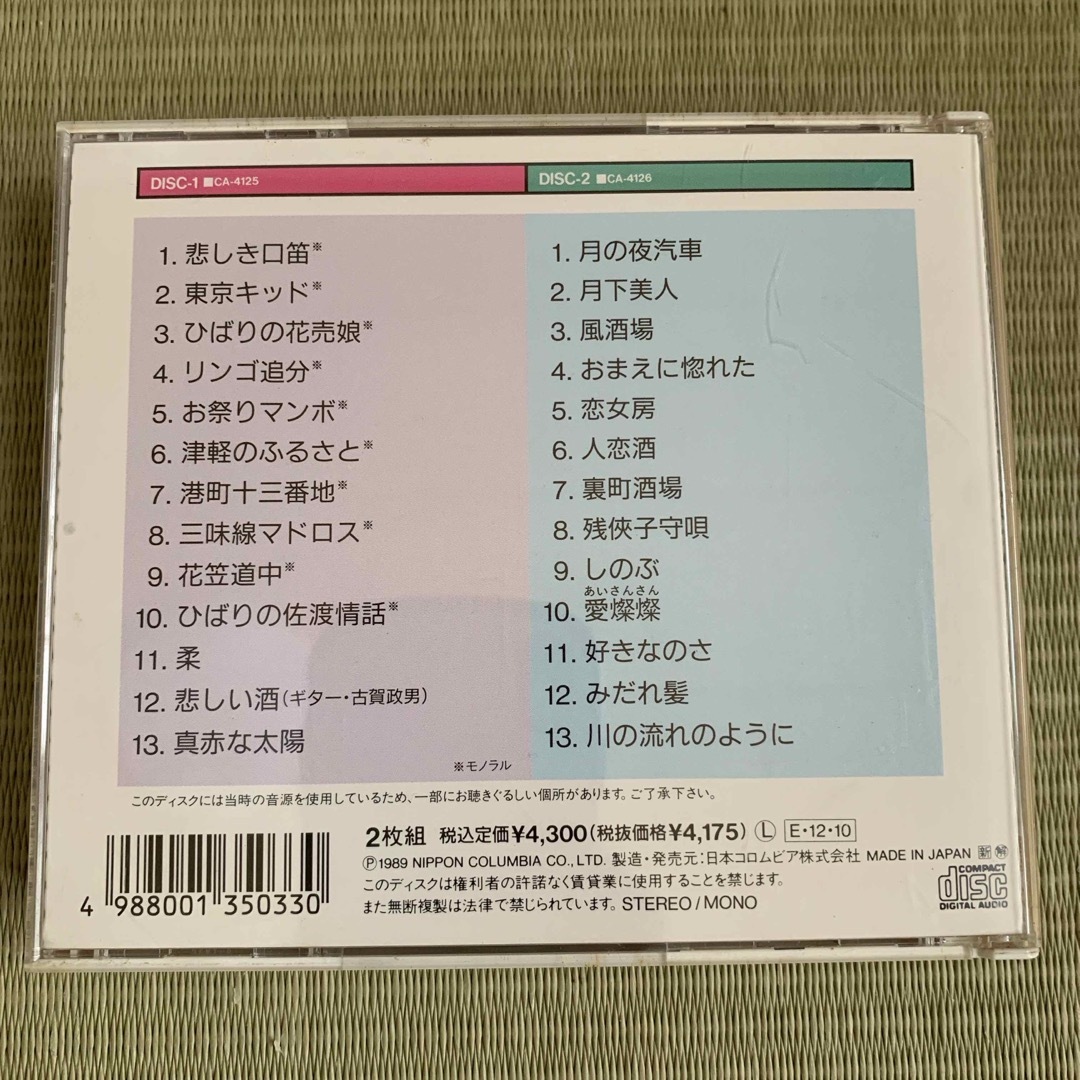 DISC-1 ■CA-4125
1. 悲しき口笛※
2. 東京キッド※
3. ひばりの花売娘※
4. リンゴ追分※
5. お祭りマンボ※
6. 津軽のふるさと※
7. 港町十三番地※
8. 三味線マドロス※
9. 花笠道中※
10. ひばりの佐渡情話※
11. 柔
12. 悲しい酒(ギター・古賀政男)
13. 真赤な太陽
※モノラル
DISC-2 ■CA-4126
1. 月の夜汽車
2. 月下美人
3. 風酒場
4. おまえに惚れた
5. 恋女房
6. 人恋酒
7. 裏町酒場
8. 残俠子守唄
9. しのぶ
あいさんさん
10. 愛燦燦
11. 好きなのさ
12. みだれ髪
13. 川の流れのように
このディスクには当時の音源を使用しているため、一部にお聴きぐるしい個所があります。ご了承下さい。
2枚組 税込定価¥4,300(税抜価格¥4,175) Ⓛ E・12・10
Ⓟ1989 NIPPON COLUMBIA CO., LTD. 製造・発売元:日本コロムビア株式会社 MADE IN JAPAN 新 解
このディスクは権利者の許諾なく賃貸業に使用することを禁じます。
また無断複製は法律で禁じられています。STEREO/MONO
4 988001 350330
COMPACT
disc
DIGITAL AUDIO